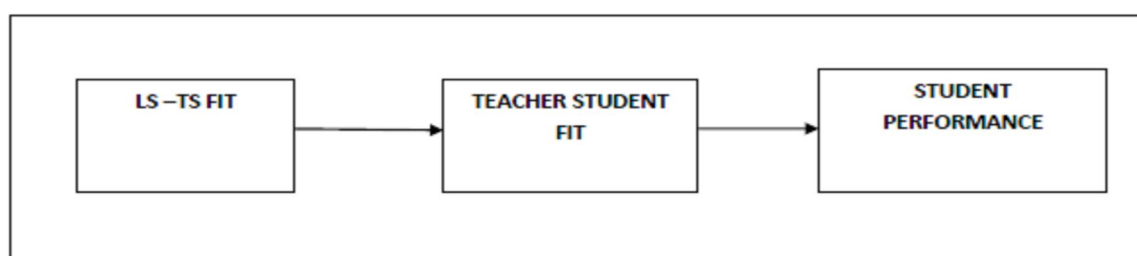 LS –TS FIT
TEACHER STUDENT
FIT
STUDENT
PERFORMANCE